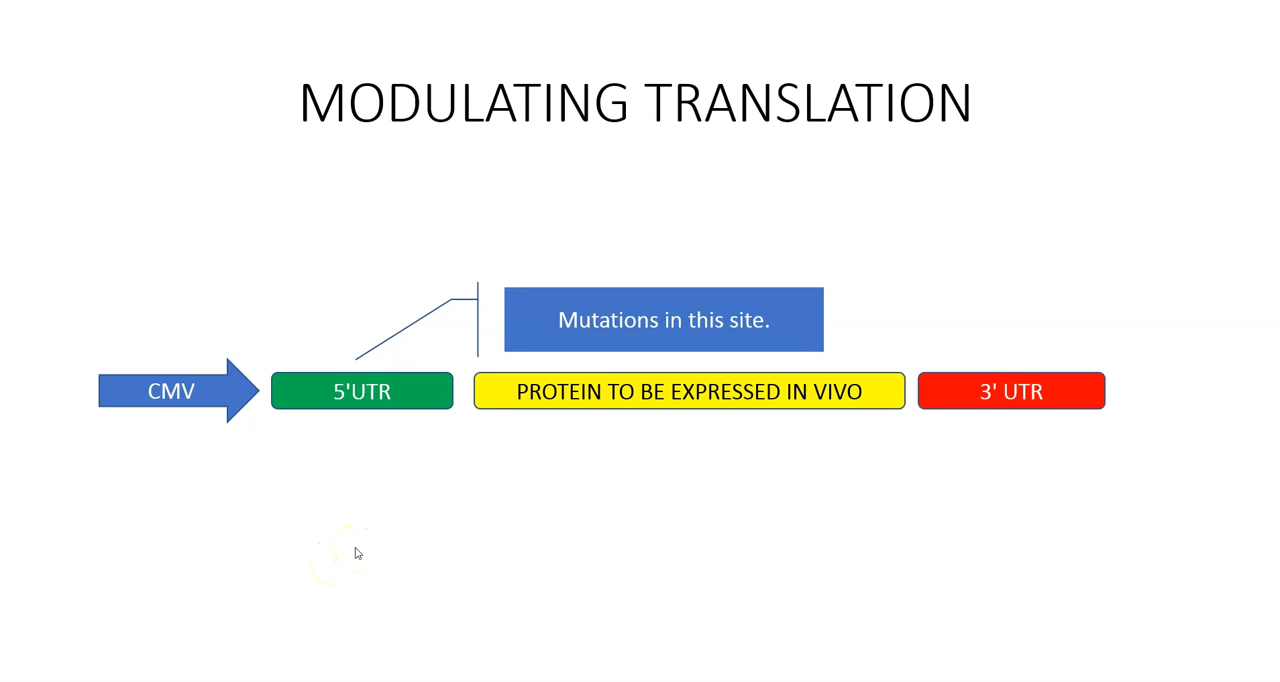 MODULATING TRANSLATION
Mutations in this site.
CMV
5'UTR
PROTEIN TO BE EXPRESSED IN VIVO
3' UTR